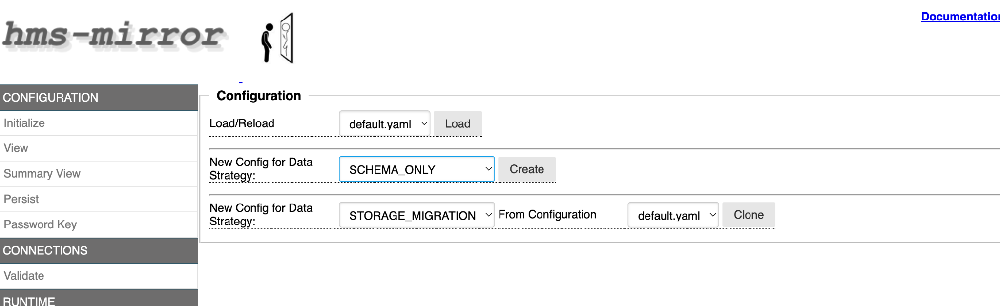 hms-mirror
Documentation
CONFIGURATION
Initialize
View
Summary View
Persist
Password Key
CONNECTIONS
Validate
RUNTIME
Configuration
Load/Reload default.yaml Load
New Config for Data
Strategy: SCHEMA_ONLY Create
New Config for Data
Strategy: STORAGE_MIGRATION From Configuration default.yaml Clone